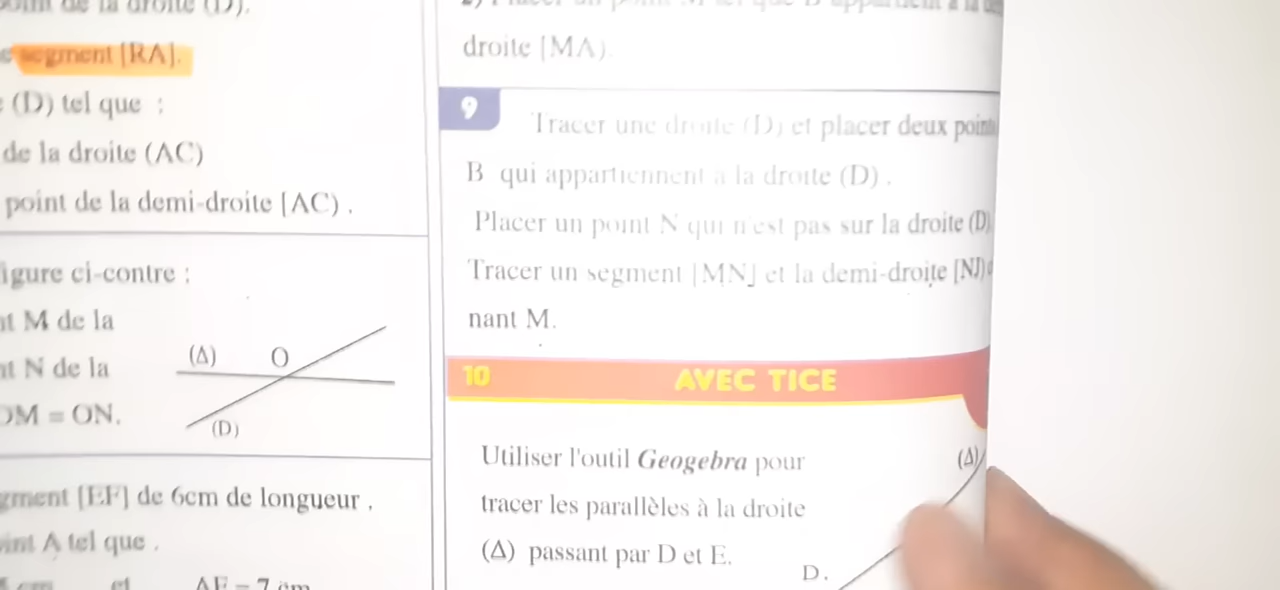 segment [RA].
(D) tel que :
de la droite (AC)
point de la demi-droite [AC) .
igure ci-contre :
nt M de la
nt N de la
OM = ON.
(Δ)
O
(D)
gment [EF] de 6cm de longueur .
int A tel que .
et AF = 7 cm
droite [MA).
9
Tracer une droite (D) et placer deux points
B qui appartiennent à la droite (D) .
Placer un point N qui n'est pas sur la droite (D)
Tracer un segment [MN] et la demi-droite
nant M.
10 AVEC TICE
Utiliser l'outil Geogebra pour
tracer les parallèles à la droite
(Δ) passant par D et E.
(Δ)
D.